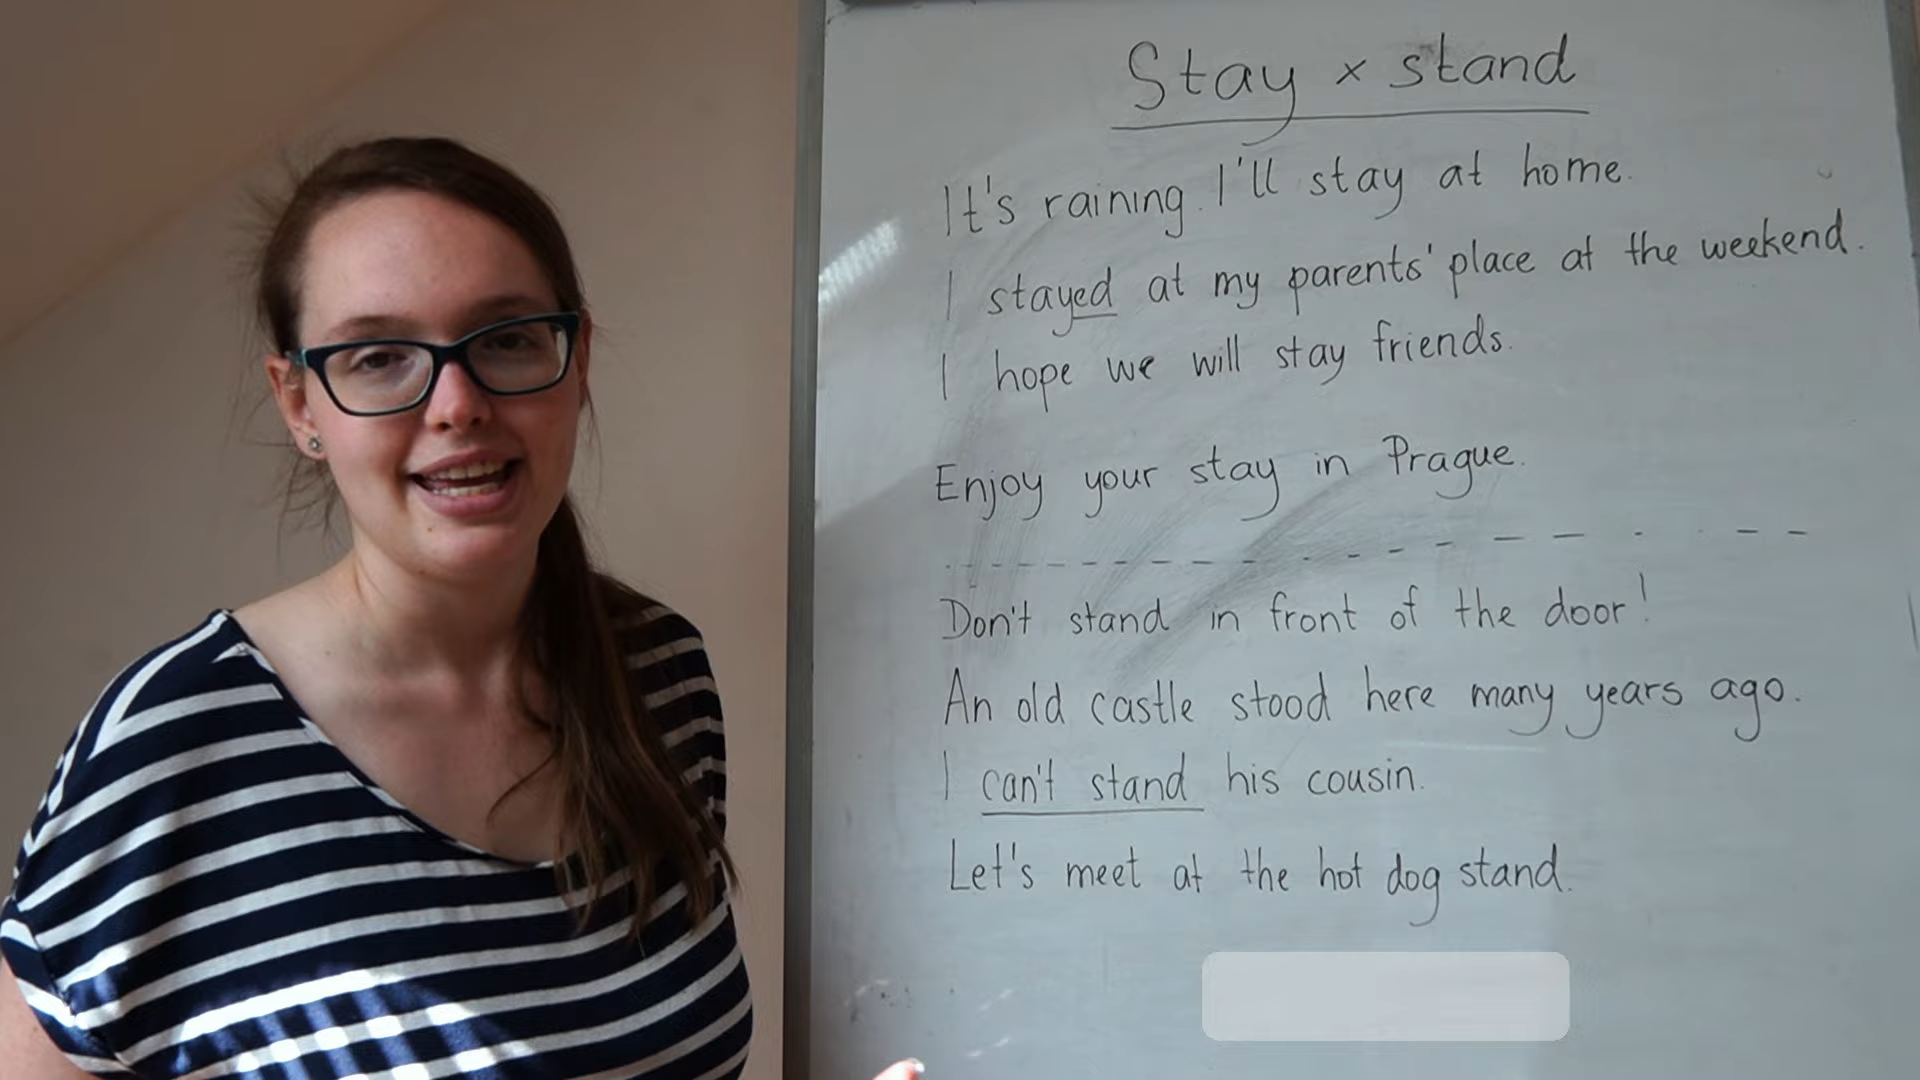 Stay x stand
It's raining. I'll stay at home.
I stayed at my parents' place at the weekend.
I hope we will stay friends.
Enjoy your stay in Prague.
Don't stand in front of the door!
An old castle stood here many years ago.
I can't stand his cousin.
Let's meet at the hot dog stand.